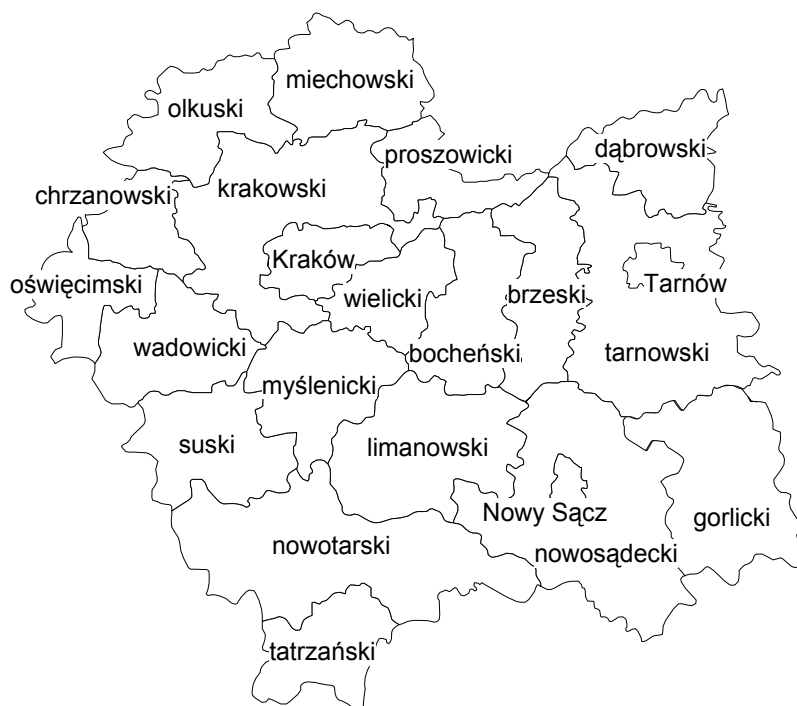 miechowski
olkuski
dąbrowski
proszowicki
chrzanowski
krakowski
Kraków
oświęcimski
wielicki
brzeski
Tarnów
wadowicki
bocheński
tarnowski
myślenicki
suski
limanowski
Nowy Sącz
gorlicki
nowotarski
nowosądecki
tatrzański